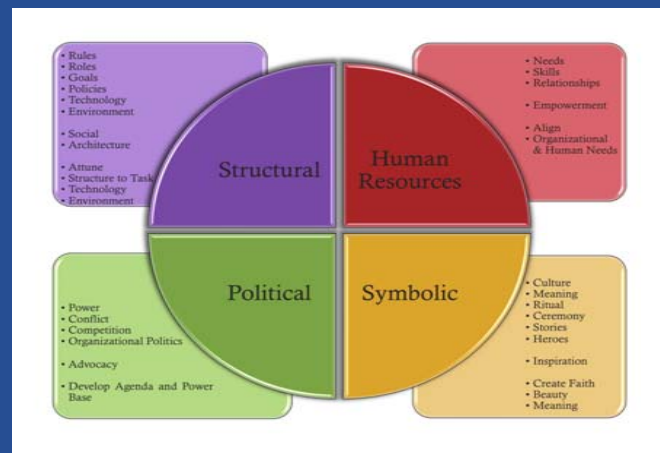 • Rules
• Roles
• Goals
• Policies
• Technology
• Environment
• Social
• Architecture
• Attune
• Structure to Task
• Technology
• Environment
Structural
• Needs
• Skills
• Relationships
• Empowerment
• Align
• Organizational
& Human Needs
Human
Resources
• Power
• Conflict
• Competition
• Organizational Politics
• Advocacy
• Develop Agenda and Power
Base
Political
• Culture
• Meaning
• Ritual
• Ceremony
• Stories
• Heroes
• Inspiration
• Create Faith
• Beauty
• Meaning
Symbolic